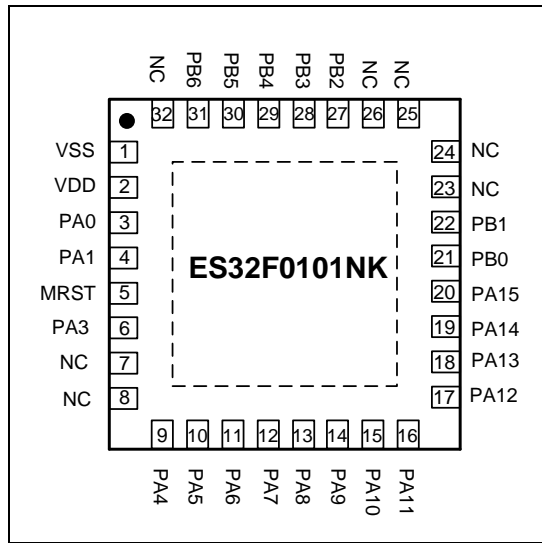 NC PB6 PB5 PB4 PB3 PB2 NC NC
32 31 30 29 28 27 26 25
VSS 1 24 NC
VDD 2 23 NC
PA0 3 22 PB1
PA1 4 21 PB0
ES32F0101NK
MRST 5 20 PA15
PA3 6 19 PA14
NC 7 18 PA13
NC 8 17 PA12
9 10 11 12 13 14 15 16
PA4 PA5 PA6 PA7 PA8 PA9 PA10 PA11